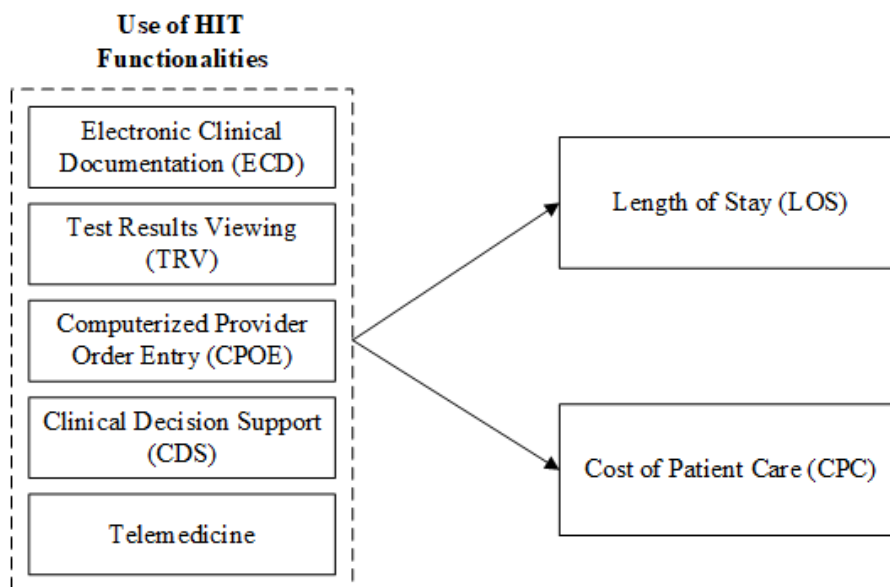 Use of HIT
Functionalities
Electronic Clinical
Documentation (ECD)
Test Results Viewing
(TRV)
Computerized Provider
Order Entry (CPOE)
Clinical Decision Support
(CDS)
Telemedicine
Length of Stay (LOS)
Cost of Patient Care (CPC)